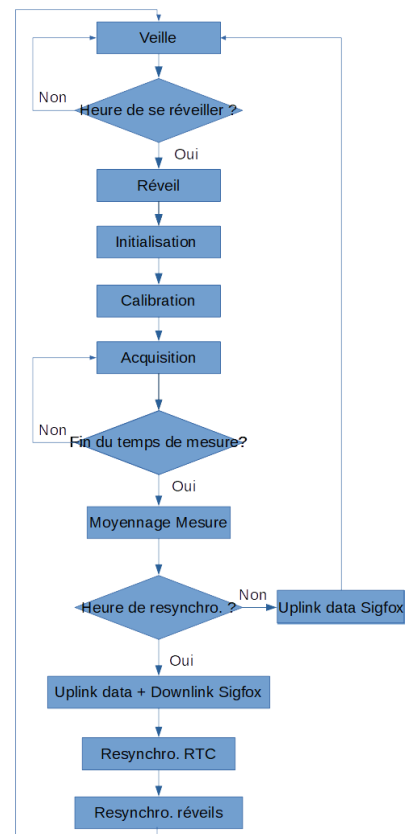 Veille
Non
Heure de se réveiller ?
Oui
Réveil
Initialisation
Calibration
Acquisition
Non
Fin du temps de mesure?
Oui
Moyennage Mesure
Heure de resynchro. ?
Non
Uplink data Sigfox
Oui
Uplink data + Downlink Sigfox
Resynchro. RTC
Resynchro. réveils